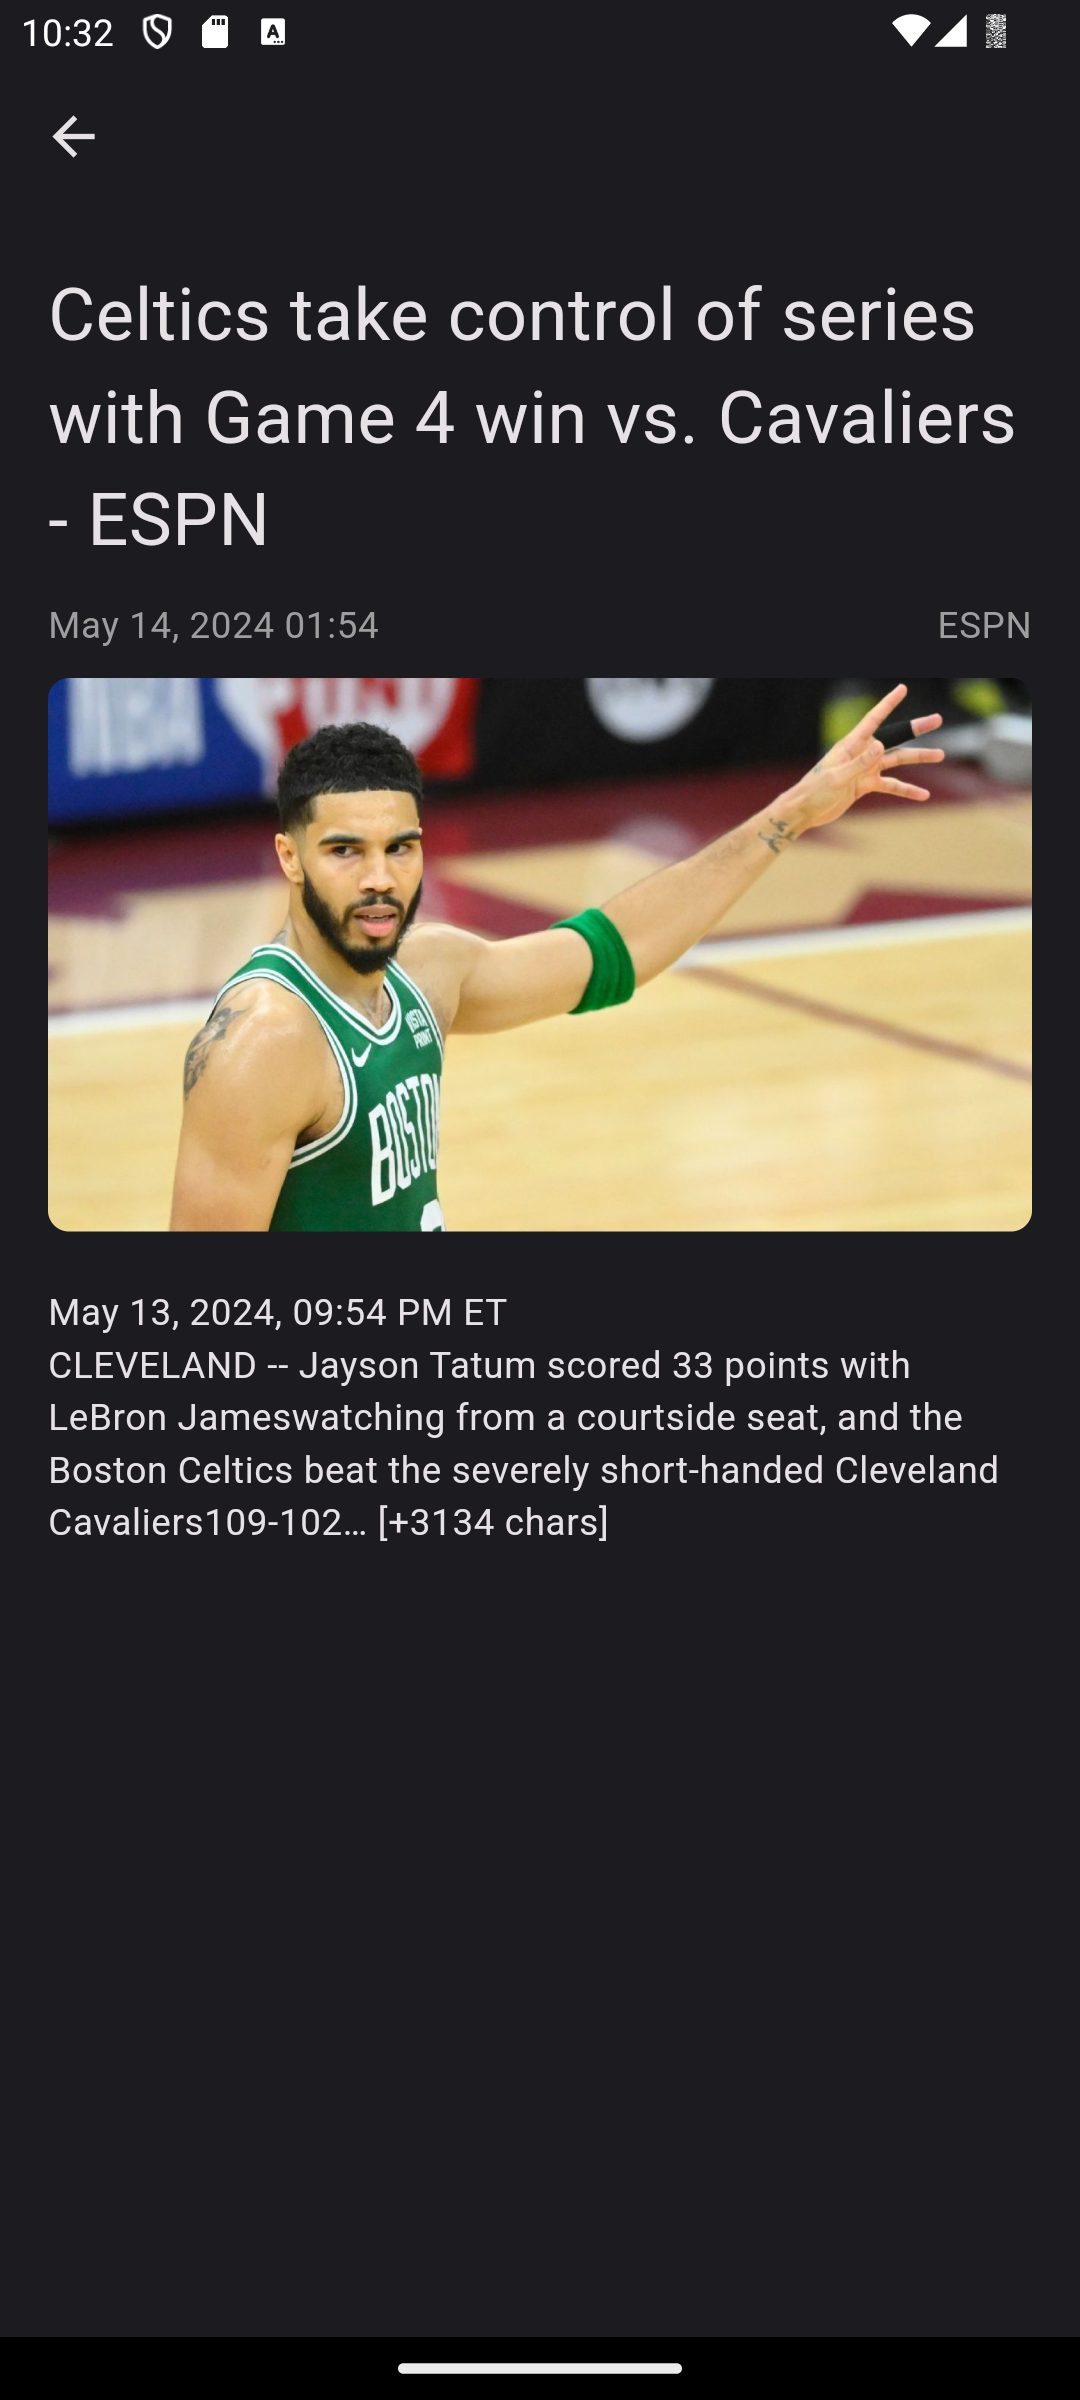 10:32
Celtics take control of series
with Game 4 win vs. Cavaliers
- ESPN
May 14, 2024 01:54
ESPN
NBA
VISTA
PRINT
BOSTON
May 13, 2024, 09:54 PM ET
CLEVELAND -- Jayson Tatum scored 33 points with
LeBron Jameswatching from a courtside seat, and the
Boston Celtics beat the severely short-handed Cleveland
Cavaliers109-102… [+3134 chars]